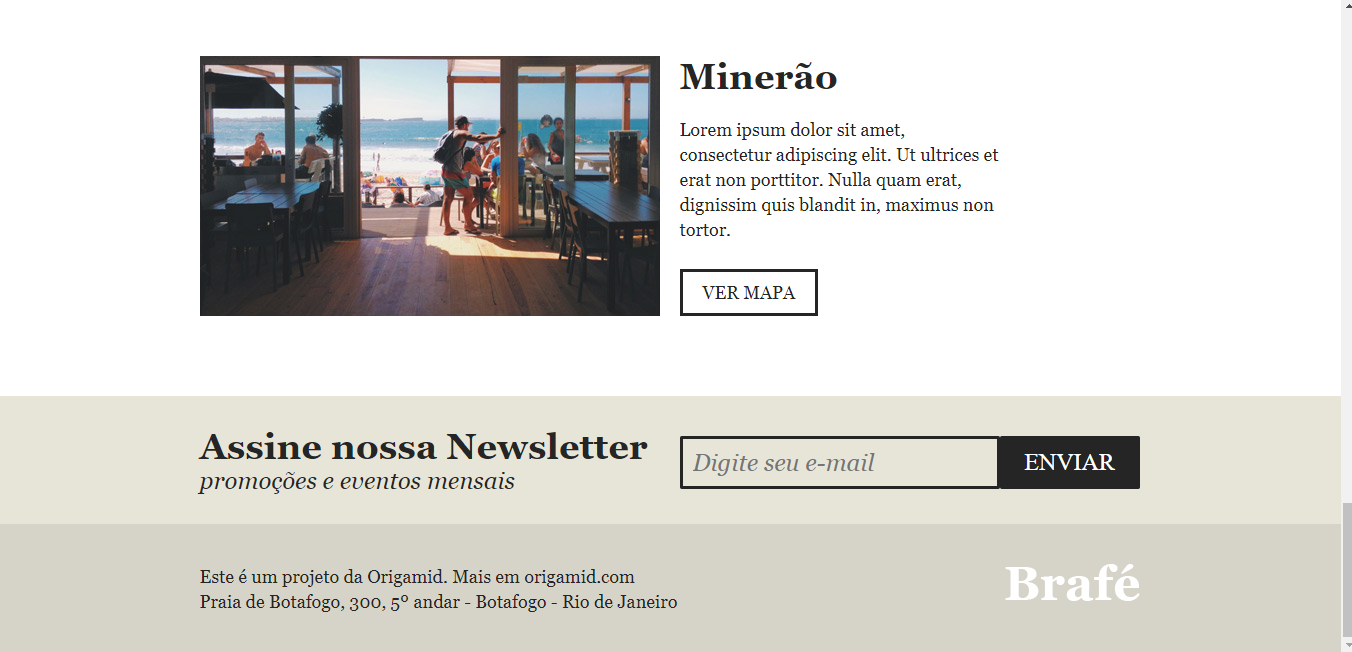 Minerão
Lorem ipsum dolor sit amet,
consectetur adipiscing elit. Ut ultrices et
erat non porttitor. Nulla quam erat,
dignissim quis blandit in, maximus non
tortor.
VER MAPA
Assine nossa Newsletter
promoções e eventos mensais
Digite seu e-mail
ENVIAR
Este é um projeto da Origamid. Mais em origamid.com
Praia de Botafogo, 300, 5º andar - Botafogo - Rio de Janeiro
Brafé